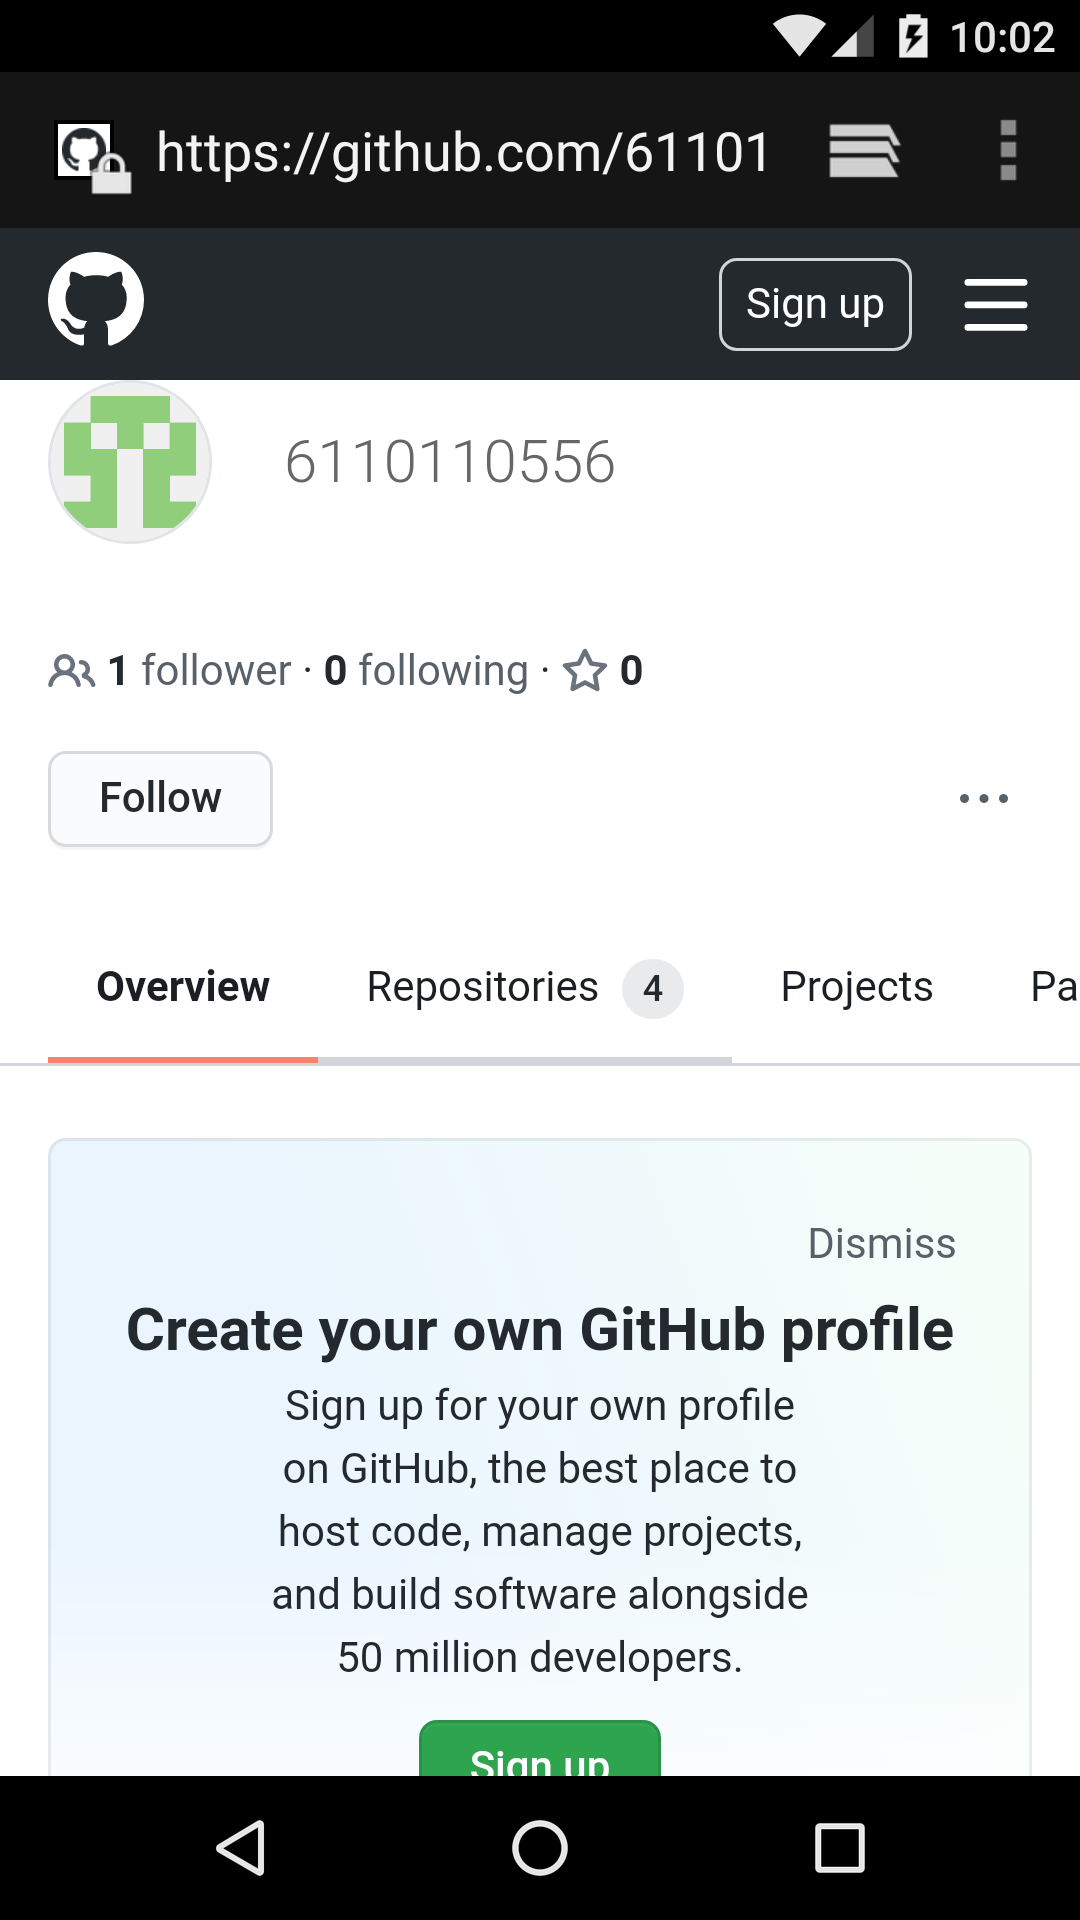 10:02
https://github.com/61101
Sign up
6110110556
1 follower · 0 following · 0
Follow
Overview Repositories 4 Projects Pa
Dismiss
Create your own GitHub profile
Sign up for your own profile
on GitHub, the best place to
host code, manage projects,
and build software alongside
50 million developers.
Sign up